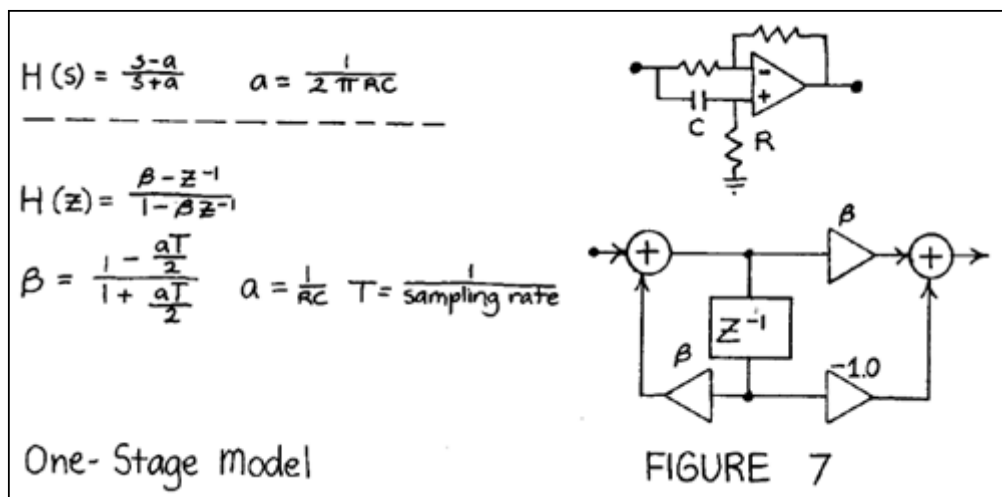 H(s) = (s-a)/(s+a) a = 1/(2πRC)
H(z) = (β - z⁻¹)/(1 - βz⁻¹)
β = (1 - aT/2)/(1 + aT/2) a = 1/RC T = 1/sampling rate
One-Stage Model
-
+
C
R
β
+
+
Z⁻¹
β
-1.0
FIGURE 7